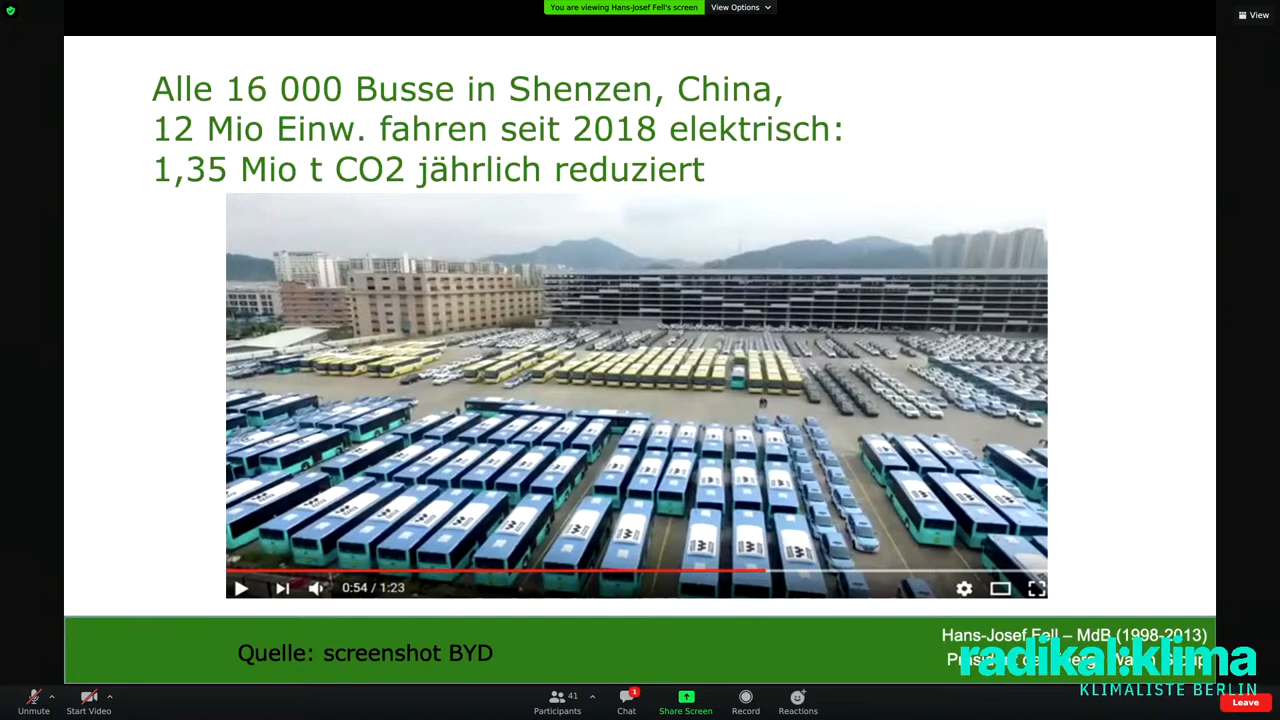 You are viewing Hans-Josef Fell's screen
View Options
View
Alle 16 000 Busse in Shenzen, China,
12 Mio Einw. fahren seit 2018 elektrisch:
1,35 Mio t CO2 jährlich reduziert
0:54 / 1:23
Quelle: screenshot BYD
Hans-Josef Fell – MdB (1998-2013)
radikal:klima
KLIMALISTE BERLIN
Unmute
Start Video
41
Participants
1
Chat
Share Screen
Record
Reactions
Leave